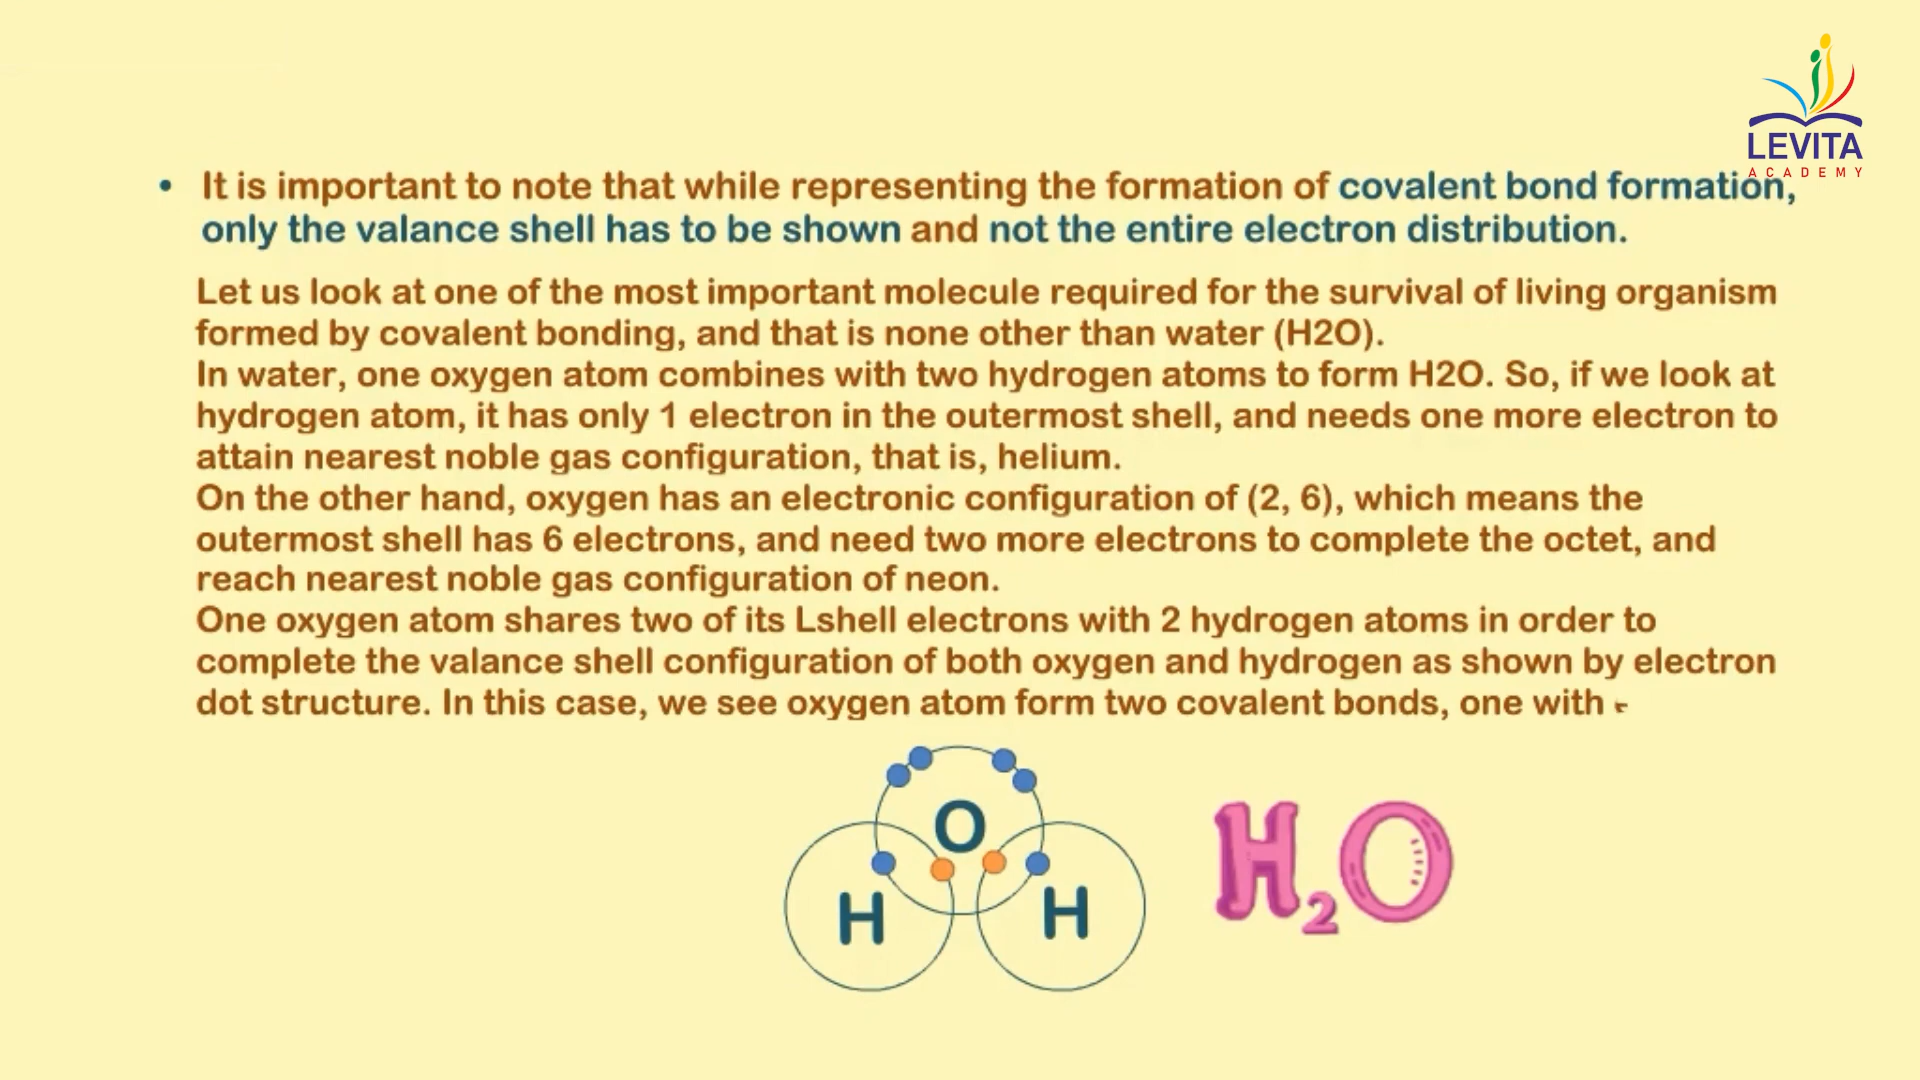 LEVITA
ACADEMY
• It is important to note that while representing the formation of covalent bond formation,
only the valance shell has to be shown and not the entire electron distribution.
Let us look at one of the most important molecule required for the survival of living organism
formed by covalent bonding, and that is none other than water (H2O).
In water, one oxygen atom combines with two hydrogen atoms to form H2O. So, if we look at
hydrogen atom, it has only 1 electron in the outermost shell, and needs one more electron to
attain nearest noble gas configuration, that is, helium.
On the other hand, oxygen has an electronic configuration of (2, 6), which means the
outermost shell has 6 electrons, and need two more electrons to complete the octet, and
reach nearest noble gas configuration of neon.
One oxygen atom shares two of its Lshell electrons with 2 hydrogen atoms in order to
complete the valance shell configuration of both oxygen and hydrogen as shown by electron
dot structure. In this case, we see oxygen atom form two covalent bonds, one with
O
H H
H₂O